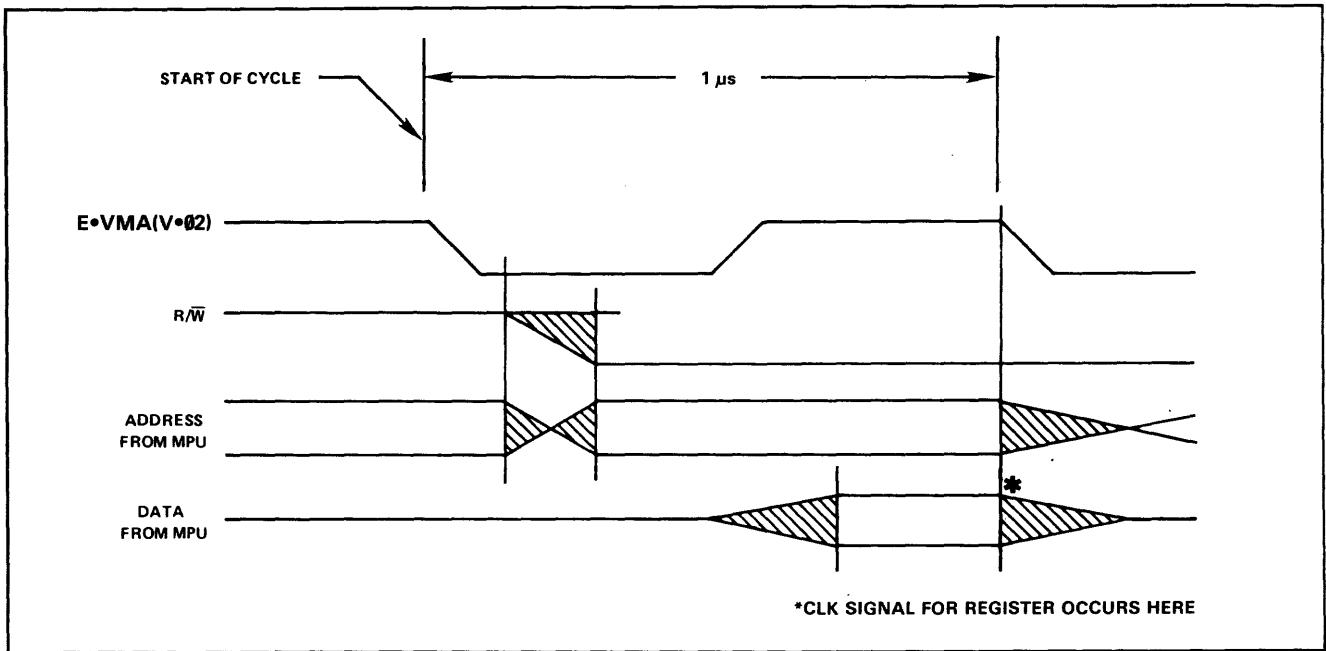 START OF CYCLE
1 µs
E•VMA(V•Ø2)
R/W̅
ADDRESS
FROM MPU
DATA
FROM MPU
*
*CLK SIGNAL FOR REGISTER OCCURS HERE